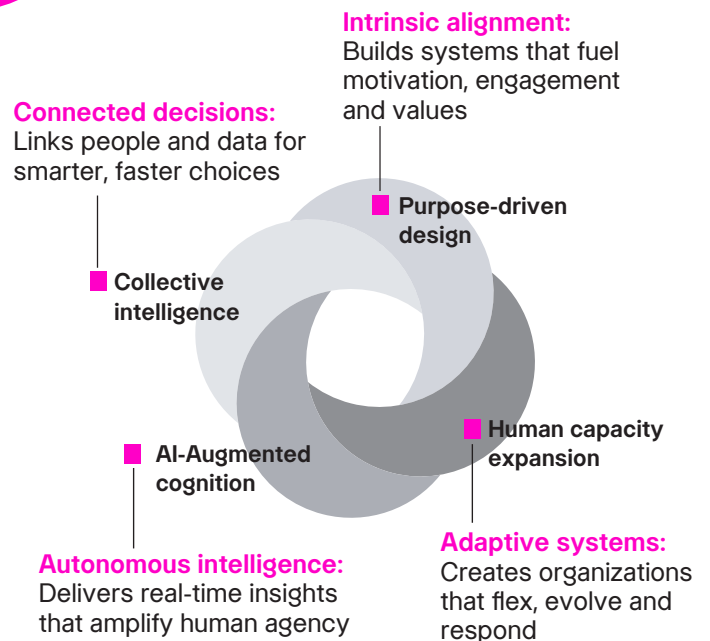 Intrinsic alignment:
Builds systems that fuel
motivation, engagement
and values
Connected decisions:
Links people and data for
smarter, faster choices
Purpose-driven
design
Collective
intelligence
Human capacity
expansion
AI-Augmented
cognition
Autonomous intelligence:
Delivers real-time insights
that amplify human agency
Adaptive systems:
Creates organizations
that flex, evolve and
respond